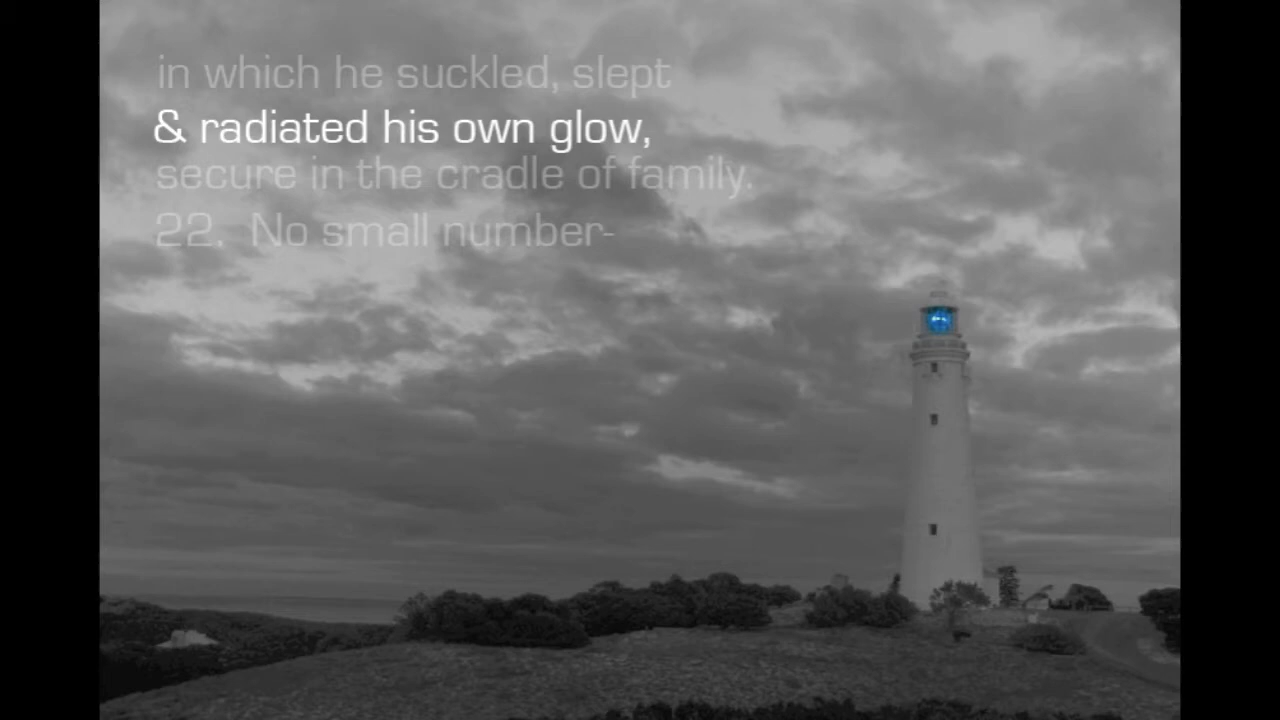 in which he suckled, slept
& radiated his own glow,
secure in the cradle of family.
22. No small number-